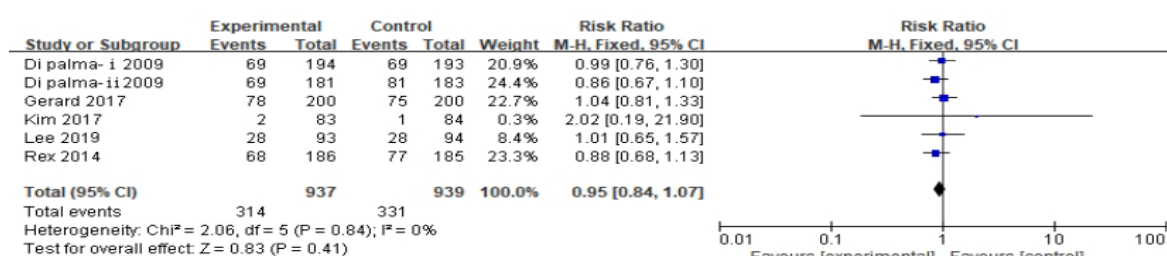 Experimental Control Risk Ratio Risk Ratio
Study or Subgroup Events Total Events Total Weight M-H, Fixed, 95% CI M-H, Fixed, 95% CI
Di palma- i 2009 69 194 69 193 20.9% 0.99 [0.76, 1.30]
Di palma-ii2009 69 181 81 183 24.4% 0.86 [0.67, 1.10]
Gerard 2017 78 200 75 200 22.7% 1.04 [0.81, 1.33]
Kim 2017 2 83 1 84 0.3% 2.02 [0.19, 21.90]
Lee 2019 28 93 28 94 8.4% 1.01 [0.65, 1.57]
Rex 2014 68 186 77 185 23.3% 0.88 [0.68, 1.13]
Total (95% CI) 937 939 100.0% 0.95 [0.84, 1.07]
Total events 314 331
Heterogeneity: Chi² = 2.06, df = 5 (P = 0.84); I² = 0%
Test for overall effect: Z = 0.83 (P = 0.41)
0.01 0.1 1 10 100
Favours [experimental] Favours [control]